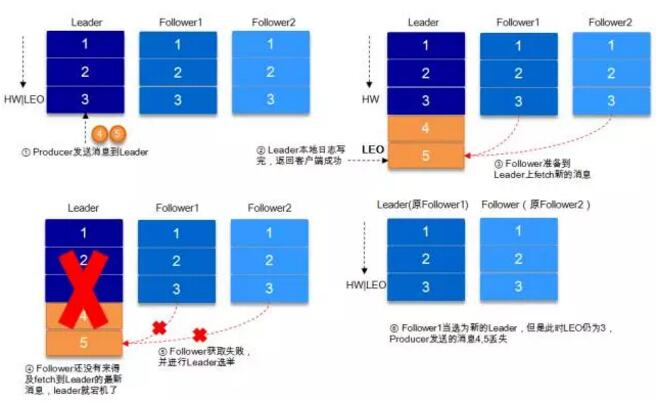 Leader Follower1 Follower2
1 1 1
2 2 2
HW|LEO 3 3 3
4 5
① Producer发送消息到Leader
Leader Follower1 Follower2
1 1 1
2 2 2
HW 3 3 3
4
② Leader本地日志写
完，返回客户端成功
LEO 5
③ Follower准备到
Leader上fetch新的消息
Leader Follower1 Follower2
1 1 1
2 2 2
3 3 3
4
5
④ Follower还没有来得
及fetch到Leader的最新
消息，leader就宕机了
⑤ Follower获取失败，
并进行Leader选举
Leader(原Follower1) Follower（原Follower2）
1 1
2 2
HW|LEO 3 3
⑥ Follower1当选为新的Leader，但是此时LEO仍为3，
Producer发送的消息4,5丢失